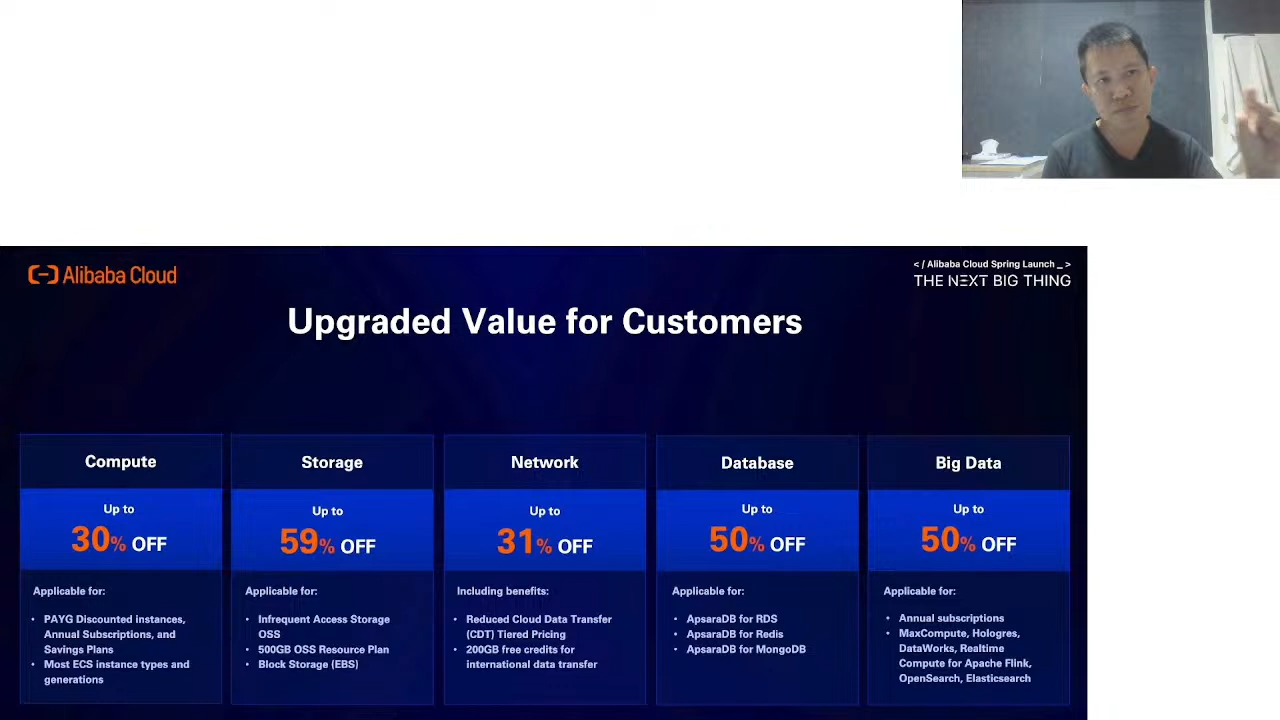 Alibaba Cloud
< / Alibaba Cloud Spring Launch _ >
THE NEXT BIG THING
Upgraded Value for Customers
Compute
Up to
30% OFF
Applicable for:
• PAYG Discounted instances,
Annual Subscriptions, and
Savings Plans
• Most ECS instance types and
generations
Storage
Up to
59% OFF
Applicable for:
• Infrequent Access Storage
OSS
• 500GB OSS Resource Plan
• Block Storage (EBS)
Network
Up to
31% OFF
Including benefits:
• Reduced Cloud Data Transfer
(CDT) Tiered Pricing
• 200GB free credits for
international data transfer
Database
Up to
50% OFF
Applicable for:
• ApsaraDB for RDS
• ApsaraDB for Redis
• ApsaraDB for MongoDB
Big Data
Up to
50% OFF
Applicable for:
• Annual subscriptions
• MaxCompute, Hologres,
DataWorks, Realtime
Compute for Apache Flink,
OpenSearch, Elasticsearch